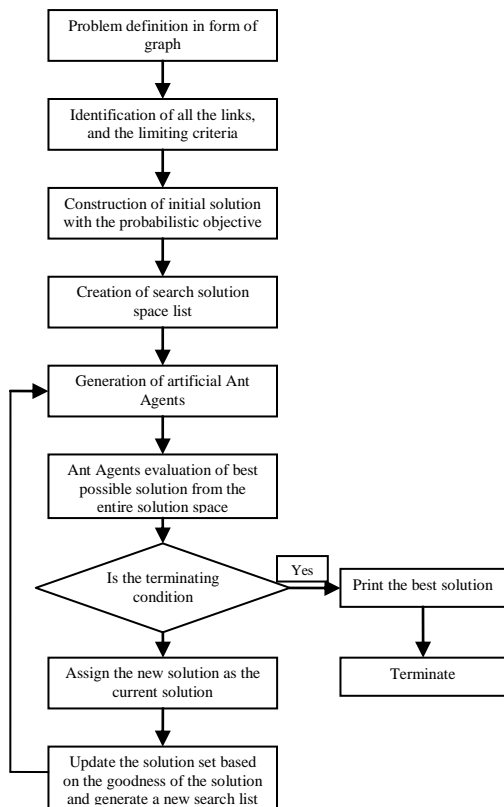 Problem definition in form of
graph
Identification of all the links,
and the limiting criteria
Construction of initial solution
with the probabilistic objective
Creation of search solution
space list
Generation of artificial Ant
Agents
Ant Agents evaluation of best
possible solution from the
entire solution space
Is the terminating
condition
Yes
Print the best solution
Terminate
Assign the new solution as the
current solution
Update the solution set based
on the goodness of the solution
and generate a new search list